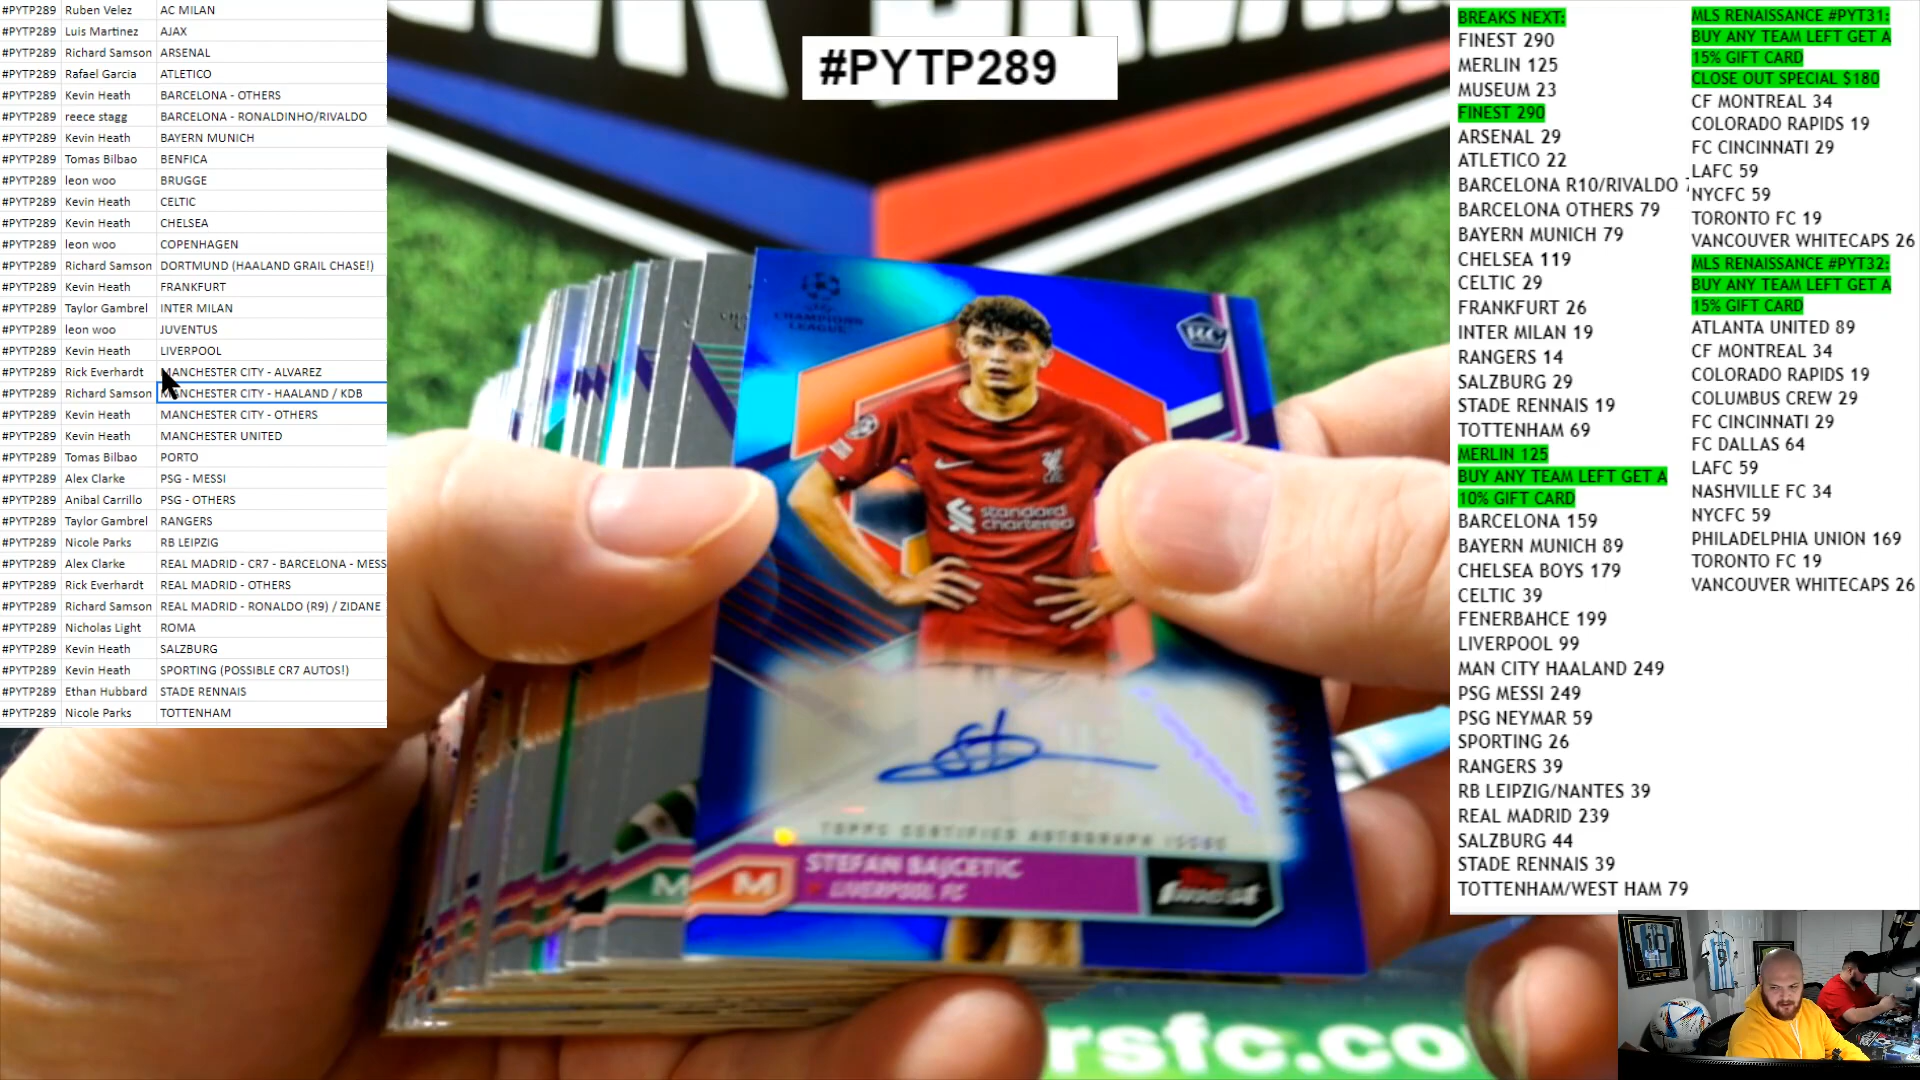 #PYTP289 Ruben Velez AC MILAN
#PYTP289 Luis Martinez AJAX
#PYTP289 Richard Samson ARSENAL
#PYTP289 Rafael Garcia ATLETICO
#PYTP289 Kevin Heath BARCELONA - OTHERS
#PYTP289 reece stagg BARCELONA - RONALDINHO/RIVALDO
#PYTP289 Kevin Heath BAYERN MUNICH
#PYTP289 Tomas Bilbao BENFICA
#PYTP289 leon woo BRUGGE
#PYTP289 Kevin Heath CELTIC
#PYTP289 Kevin Heath CHELSEA
#PYTP289 leon woo COPENHAGEN
#PYTP289 Richard Samson DORTMUND (HAALAND GRAIL CHASE!)
#PYTP289 Kevin Heath FRANKFURT
#PYTP289 Taylor Gambrel INTER MILAN
#PYTP289 leon woo JUVENTUS
#PYTP289 Kevin Heath LIVERPOOL
#PYTP289 Rick Everhardt MANCHESTER CITY - ALVAREZ
#PYTP289 Richard Samson MANCHESTER CITY - HAALAND / KDB
#PYTP289 Kevin Heath MANCHESTER CITY - OTHERS
#PYTP289 Kevin Heath MANCHESTER UNITED
#PYTP289 Tomas Bilbao PORTO
#PYTP289 Alex Clarke PSG - MESSI
#PYTP289 Anibal Carrillo PSG - OTHERS
#PYTP289 Taylor Gambrel RANGERS
#PYTP289 Nicole Parks RB LEIPZIG
#PYTP289 Alex Clarke REAL MADRID - CR7 - BARCELONA - MESS
#PYTP289 Rick Everhardt REAL MADRID - OTHERS
#PYTP289 Richard Samson REAL MADRID - RONALDO (R9) / ZIDANE
#PYTP289 Nicholas Light ROMA
#PYTP289 Kevin Heath SALZBURG
#PYTP289 Kevin Heath SPORTING (POSSIBLE CR7 AUTOS!)
#PYTP289 Ethan Hubbard STADE RENNAIS
#PYTP289 Nicole Parks TOTTENHAM
#PYTP289
CHAMPIONS
LEAGUE
RC
standard
chartered
TOPPS CERTIFIED AUTOGRAPH ISSUE
M
M
STEFAN BAJCETIC
LIVERPOOL FC
Topps
finest
rsfc.co
BREAKS NEXT:
FINEST 290
MERLIN 125
MUSEUM 23
FINEST 290
ARSENAL 29
ATLETICO 22
BARCELONA R10/RIVALDO
BARCELONA OTHERS 79
BAYERN MUNICH 79
CHELSEA 119
CELTIC 29
FRANKFURT 26
INTER MILAN 19
RANGERS 14
SALZBURG 29
STADE RENNAIS 19
TOTTENHAM 69
MERLIN 125
BUY ANY TEAM LEFT GET A
10% GIFT CARD
BARCELONA 159
BAYERN MUNICH 89
CHELSEA BOYS 179
CELTIC 39
FENERBAHCE 199
LIVERPOOL 99
MAN CITY HAALAND 249
PSG MESSI 249
PSG NEYMAR 59
SPORTING 26
RANGERS 39
RB LEIPZIG/NANTES 39
REAL MADRID 239
SALZBURG 44
STADE RENNAIS 39
TOTTENHAM/WEST HAM 79
MLS RENAISSANCE #PYT31:
BUY ANY TEAM LEFT GET A
15% GIFT CARD
CLOSE OUT SPECIAL $180
CF MONTREAL 34
COLORADO RAPIDS 19
FC CINCINNATI 29
LAFC 59
NYCFC 59
TORONTO FC 19
VANCOUVER WHITECAPS 26
MLS RENAISSANCE #PYT32:
BUY ANY TEAM LEFT GET A
15% GIFT CARD
ATLANTA UNITED 89
CF MONTREAL 34
COLORADO RAPIDS 19
COLUMBUS CREW 29
FC CINCINNATI 29
FC DALLAS 64
LAFC 59
NASHVILLE FC 34
NYCFC 59
PHILADELPHIA UNION 169
TORONTO FC 19
VANCOUVER WHITECAPS 26